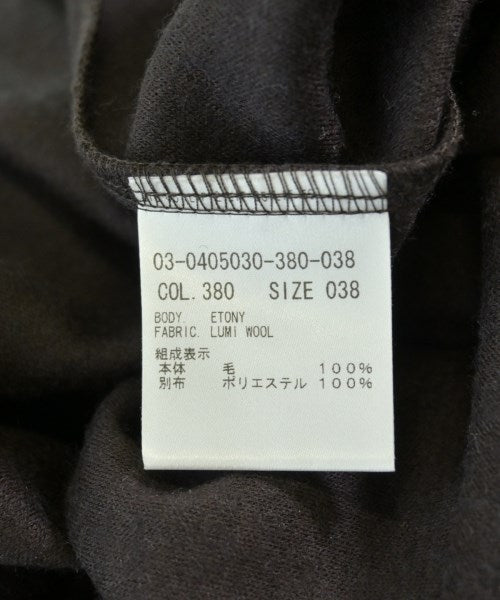 03-0405030-380-038
COL. 380 SIZE 038
BODY. ETONY
FABRIC. LUMI WOOL
組成表示
本体 毛 100%
別布 ポリエステル 100%